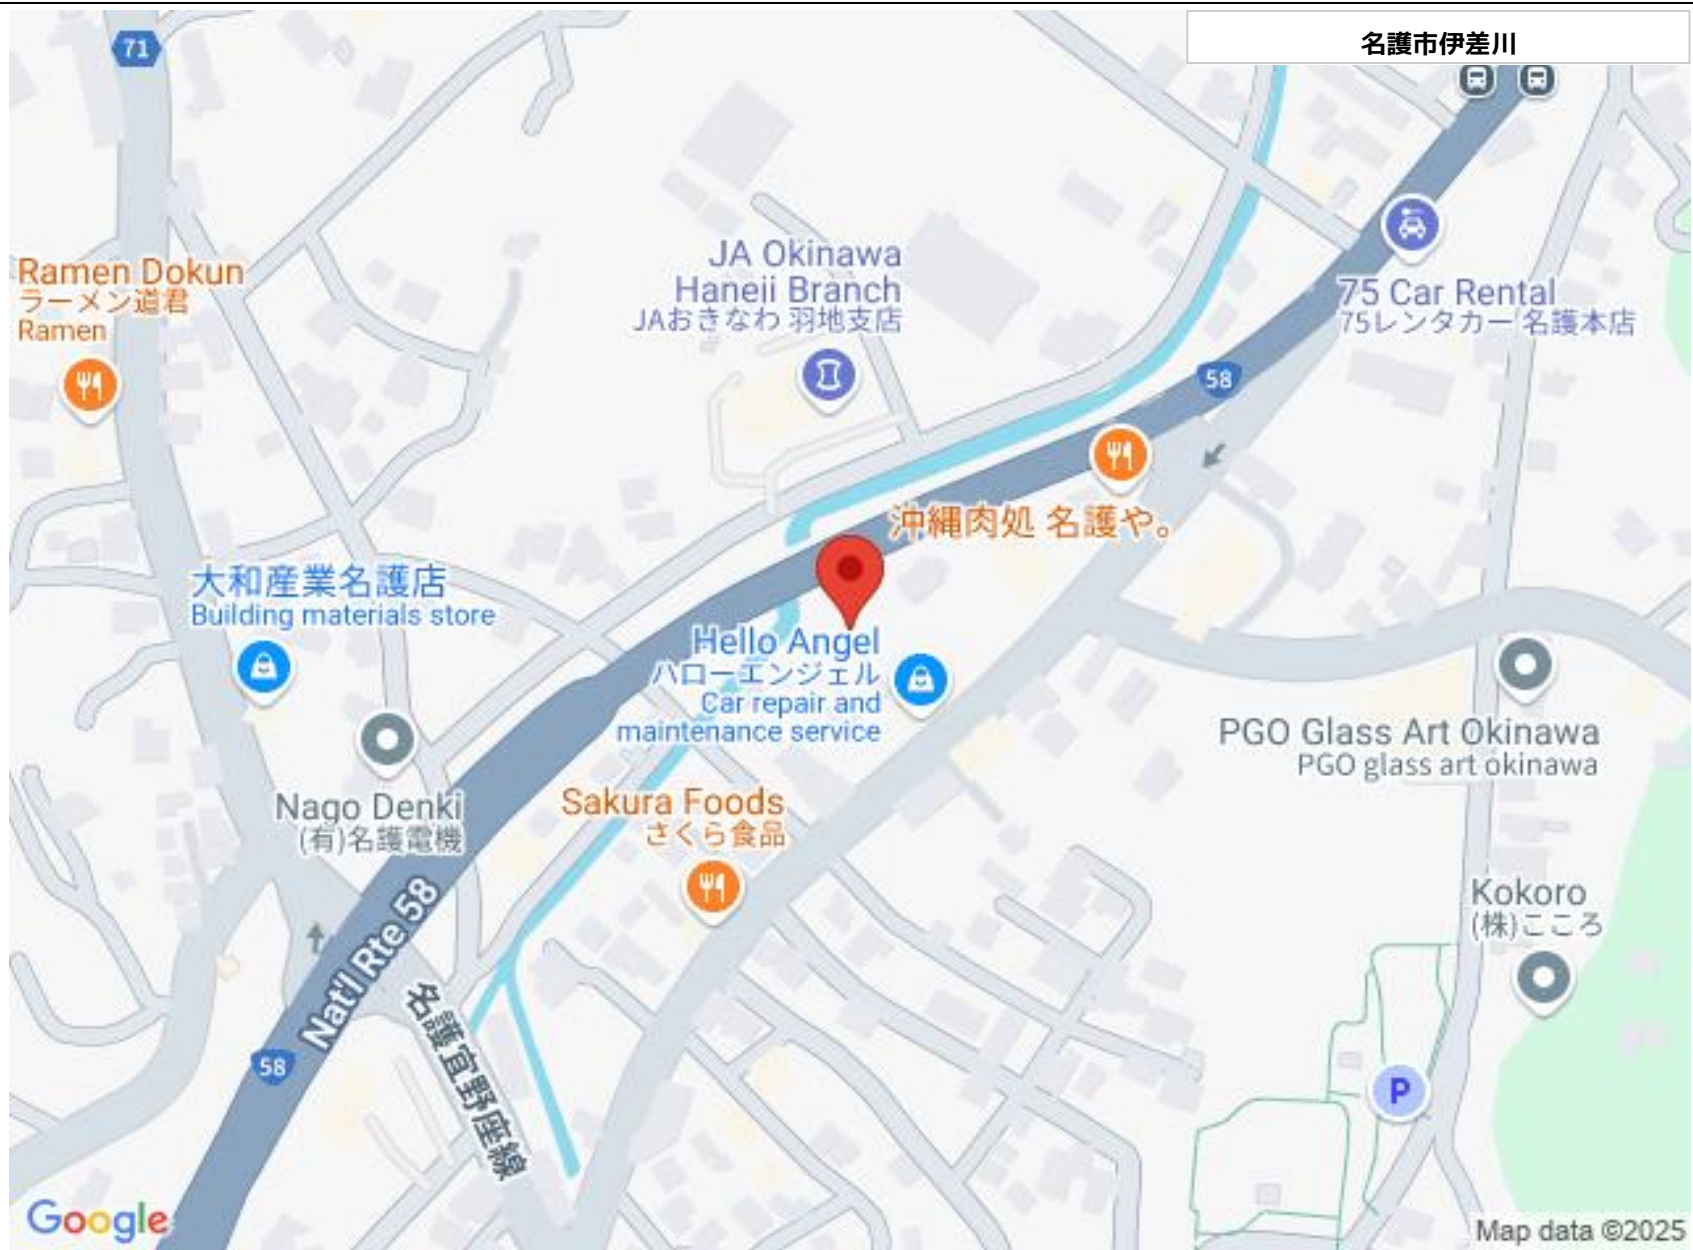 名護市伊差川
71
JA Okinawa
Haneji Branch
JAおきなわ 羽地支店
Ramen Dokun
ラーメン道君
Ramen
75 Car Rental
75レンタカー 名護本店
58
沖縄肉処 名護や。
大和産業名護店
Building materials store
Hello Angel
ハローエンジェル
Car repair and
maintenance service
PGO Glass Art Okinawa
PGO glass art okinawa
Nago Denki
(有)名護電機
Sakura Foods
さくら食品
Kokoro
(株)こころ
Nat'l Rte 58
名護宜野座線
58
P
Google
Map data ©2025